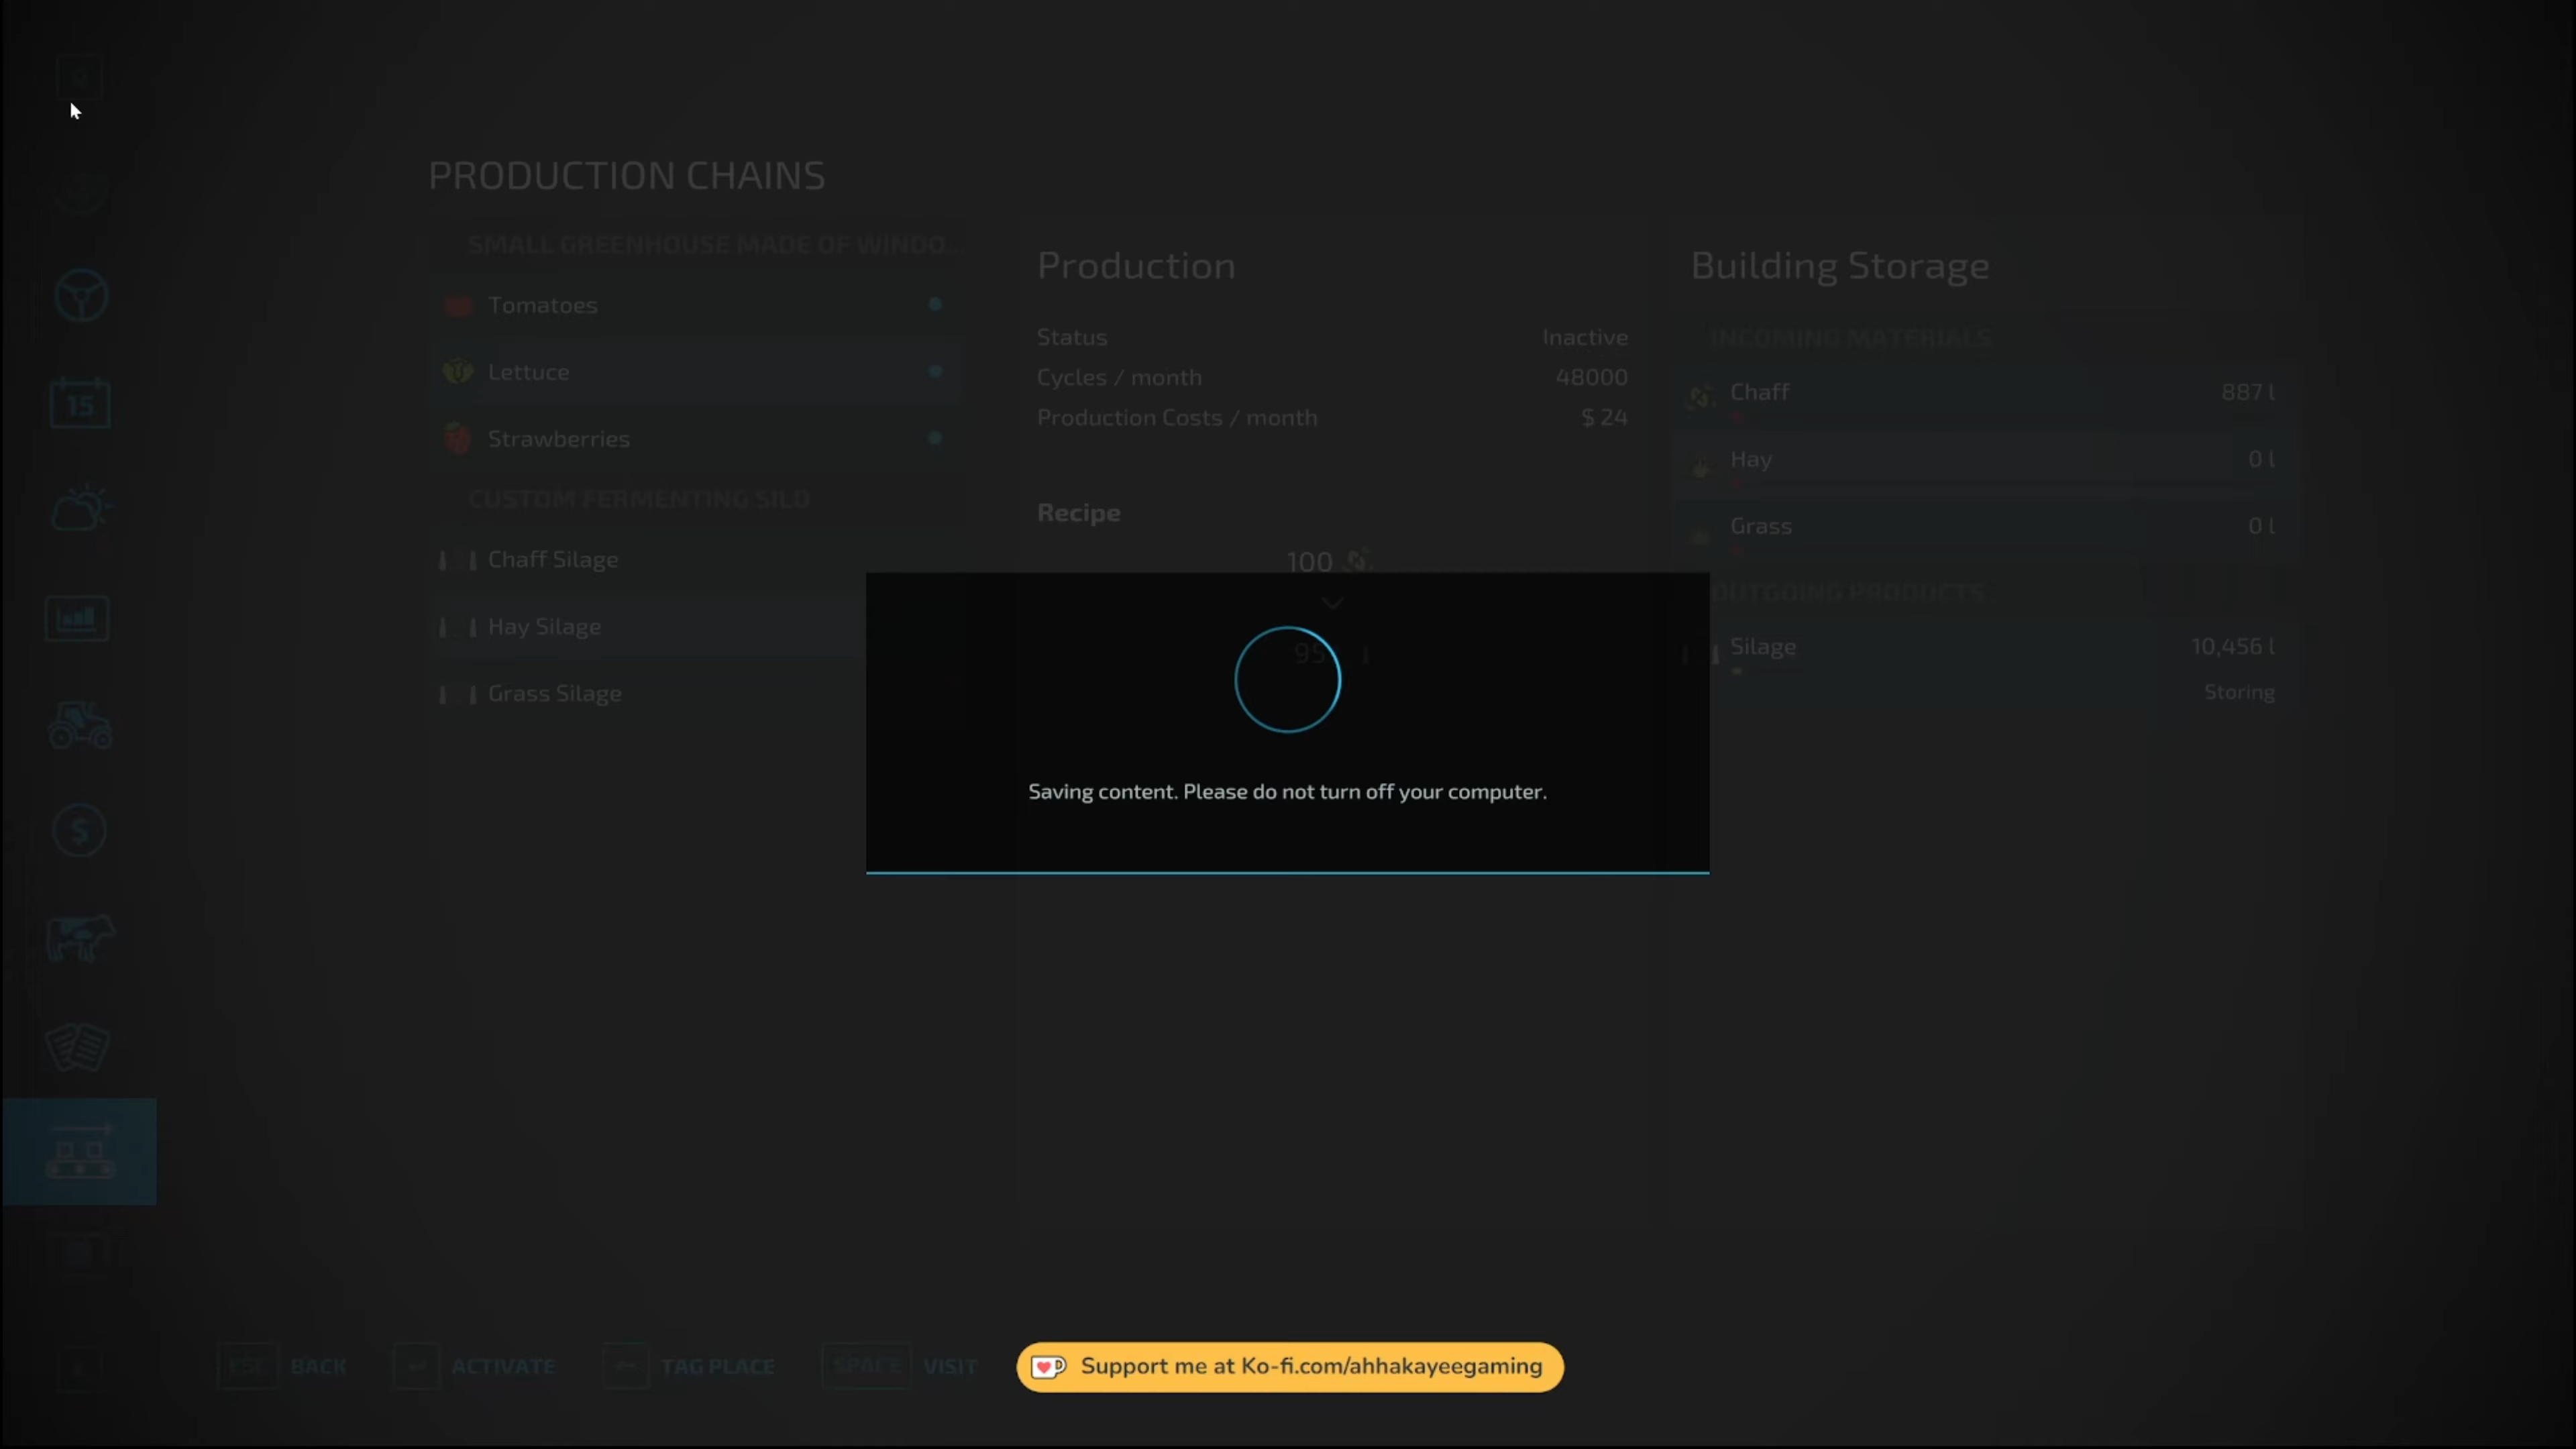 PRODUCTION CHAINS
SMALL GREENHOUSE MADE OF WINDO...
Tomatoes
Lettuce
Strawberries
CUSTOM FERMENTING SILO
Chaff Silage
Hay Silage
Grass Silage
Production
Status Inactive
Cycles / month 48000
Production Costs / month $ 24
Recipe
100
95
Building Storage
INCOMING MATERIALS
Chaff 887 l
Hay 0 l
Grass 0 l
OUTGOING PRODUCTS
Silage 10,456 l
Storing
Saving content. Please do not turn off your computer.
15
$
ESC BACK
ACTIVATE
TAG PLACE
SPACE VISIT
Support me at Ko-fi.com/ahhakayeegaming